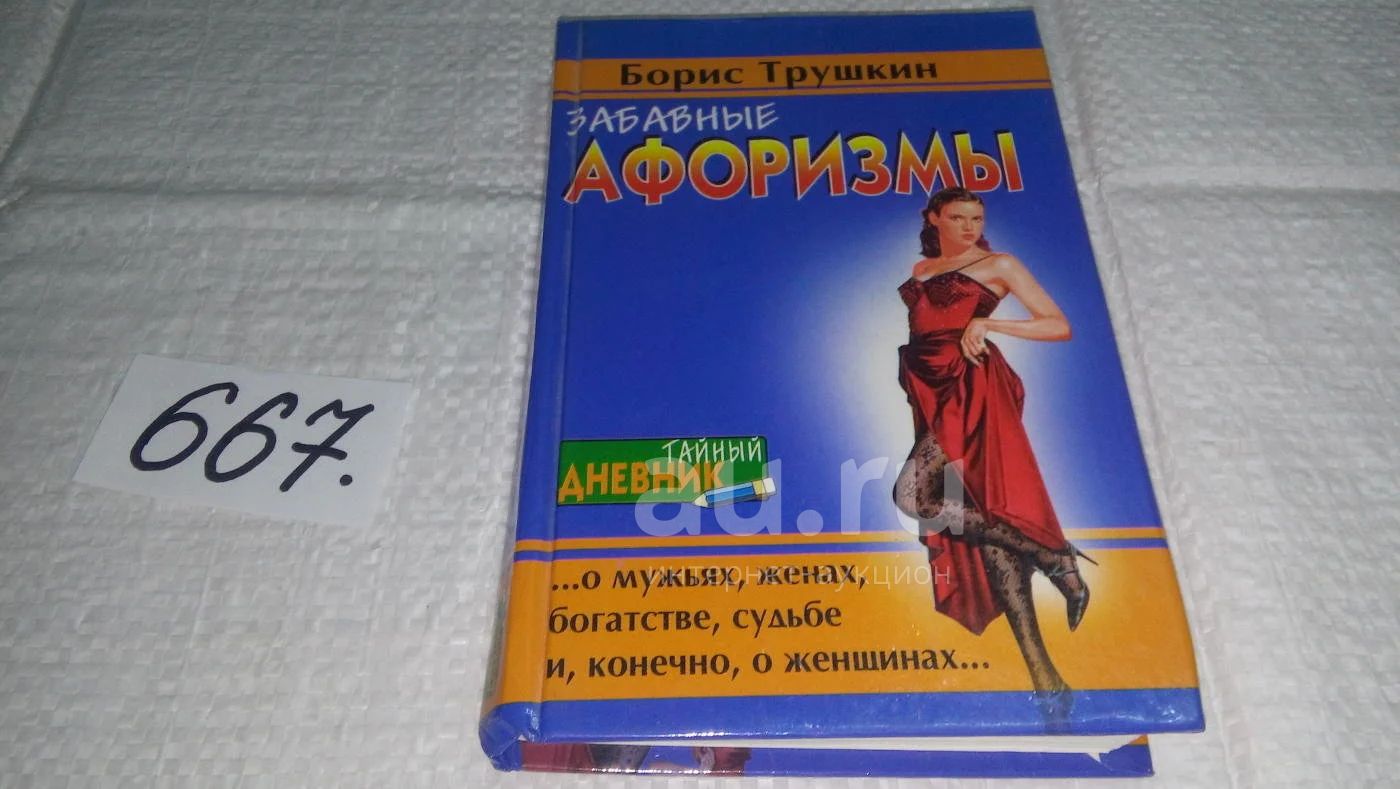 Борис Трушкин
ЗАБАВНЫЕ
АФОРИЗМЫ
667.
ТАЙНЫЙ
ДНЕВНИК
au.ru
интернет-аукцион
...о мужьях, женах,
богатстве, судьбе
и, конечно, о женщинах...